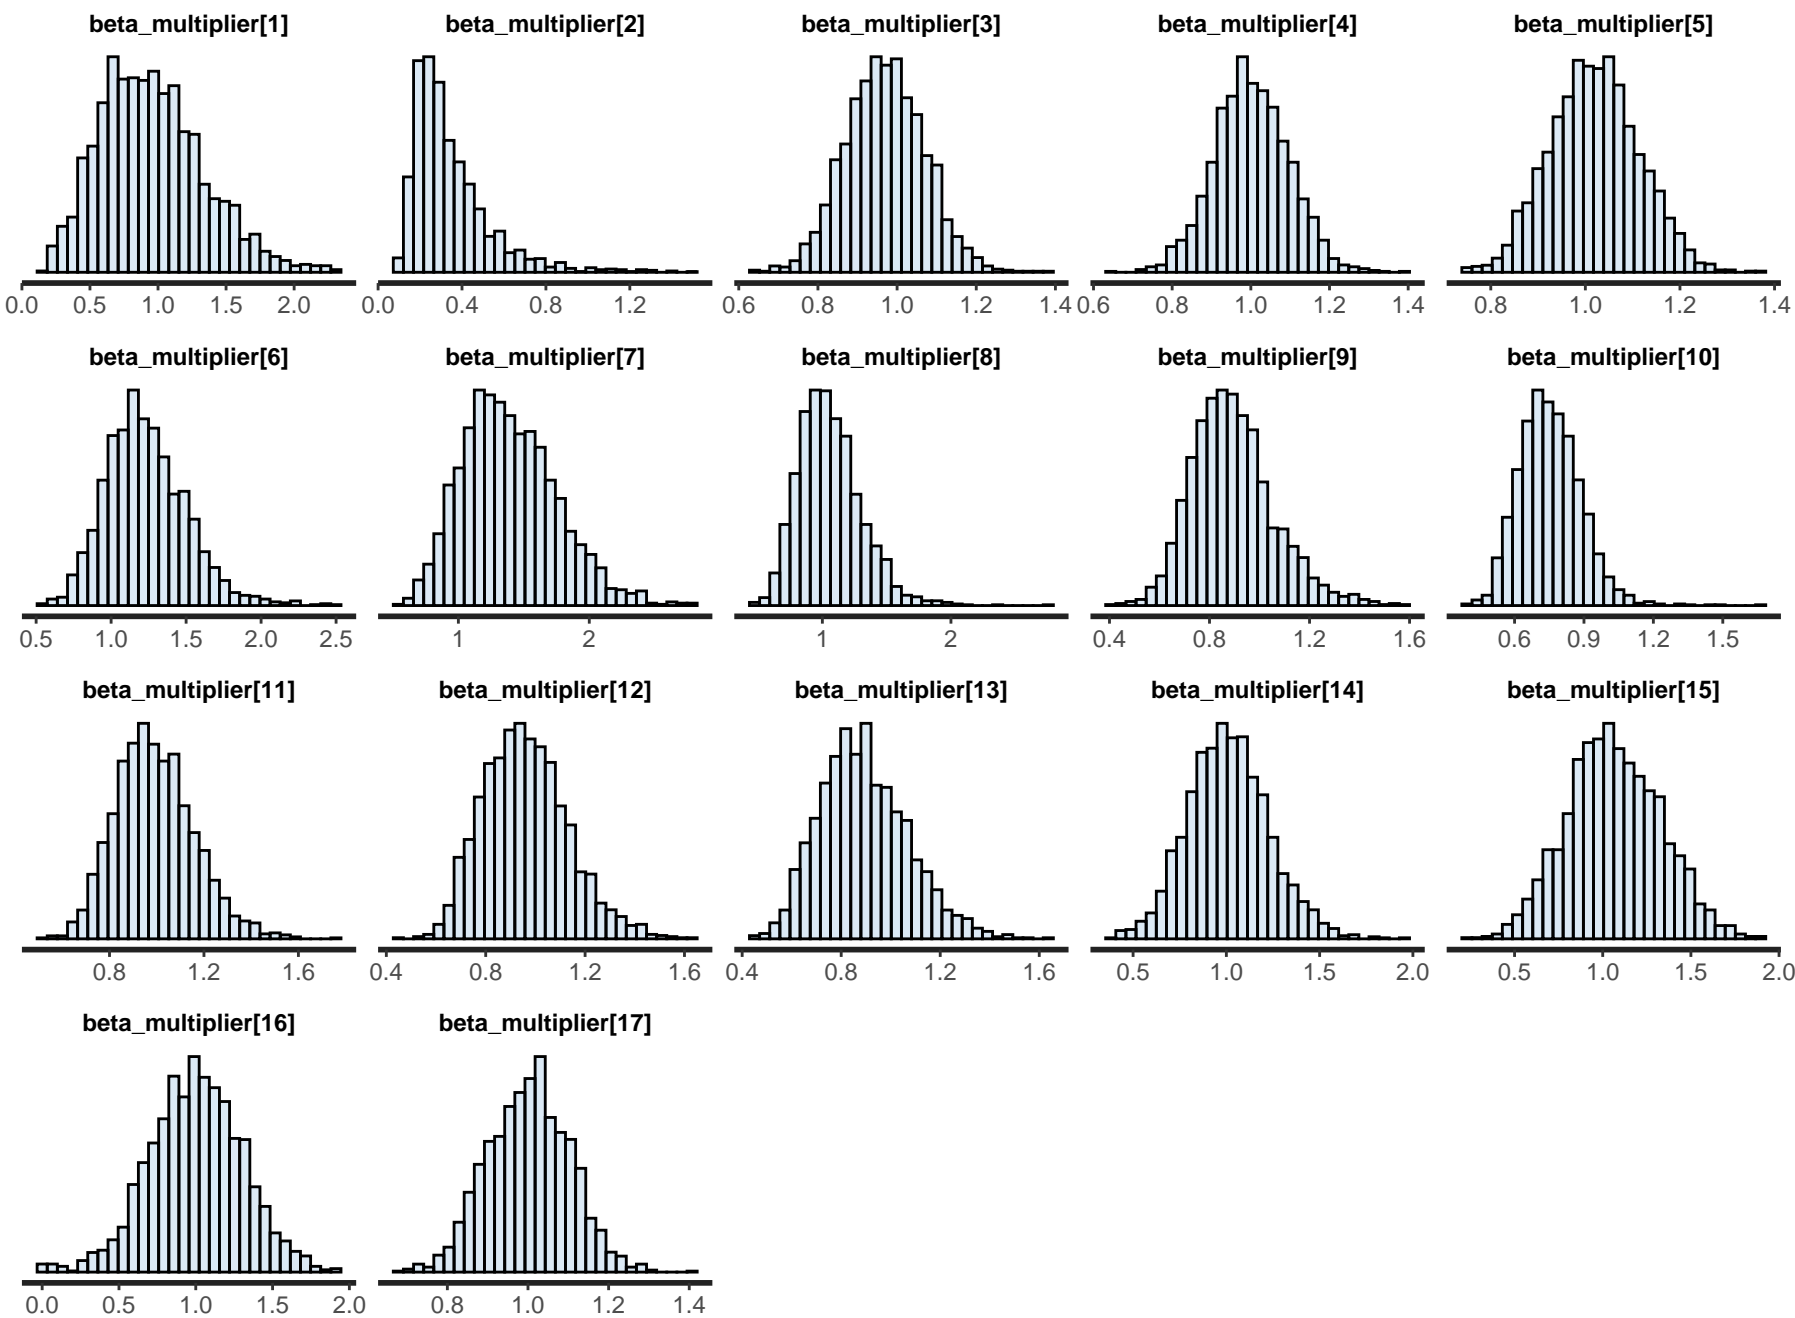 beta_multiplier[1] beta_multiplier[2] beta_multiplier[3] beta_multiplier[4] beta_multiplier[5]
0.0 0.5 1.0 1.5 2.0 0.0 0.4 0.8 1.2 0.6 0.8 1.0 1.2 1.4 0.6 0.8 1.0 1.2 1.4 0.8 1.0 1.2 1.4
beta_multiplier[6] beta_multiplier[7] beta_multiplier[8] beta_multiplier[9] beta_multiplier[10]
0.5 1.0 1.5 2.0 2.5 1 2 1 2 0.4 0.8 1.2 1.6 0.6 0.9 1.2 1.5
beta_multiplier[11] beta_multiplier[12] beta_multiplier[13] beta_multiplier[14] beta_multiplier[15]
0.8 1.2 1.6 0.4 0.8 1.2 1.6 0.4 0.8 1.2 1.6 0.5 1.0 1.5 2.0 0.5 1.0 1.5 2.0
beta_multiplier[16] beta_multiplier[17]
0.0 0.5 1.0 1.5 2.0 0.8 1.0 1.2 1.4